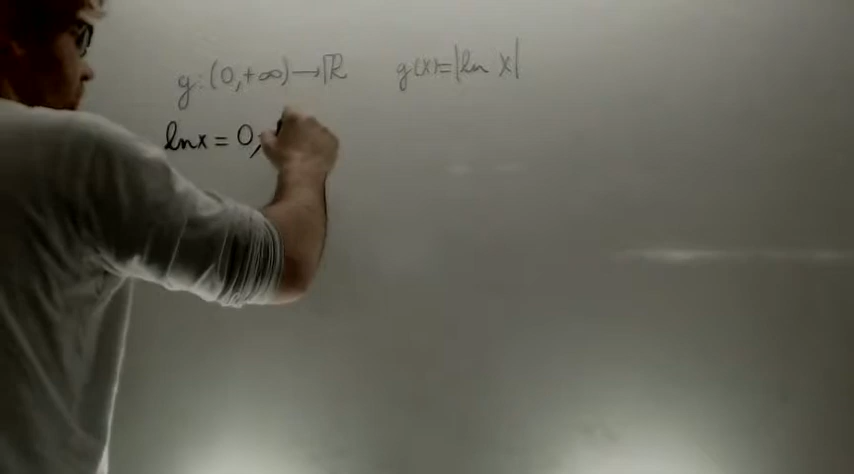 g: (0, +∞) → ℝ g(x) = |ln x|
ln x = 0,